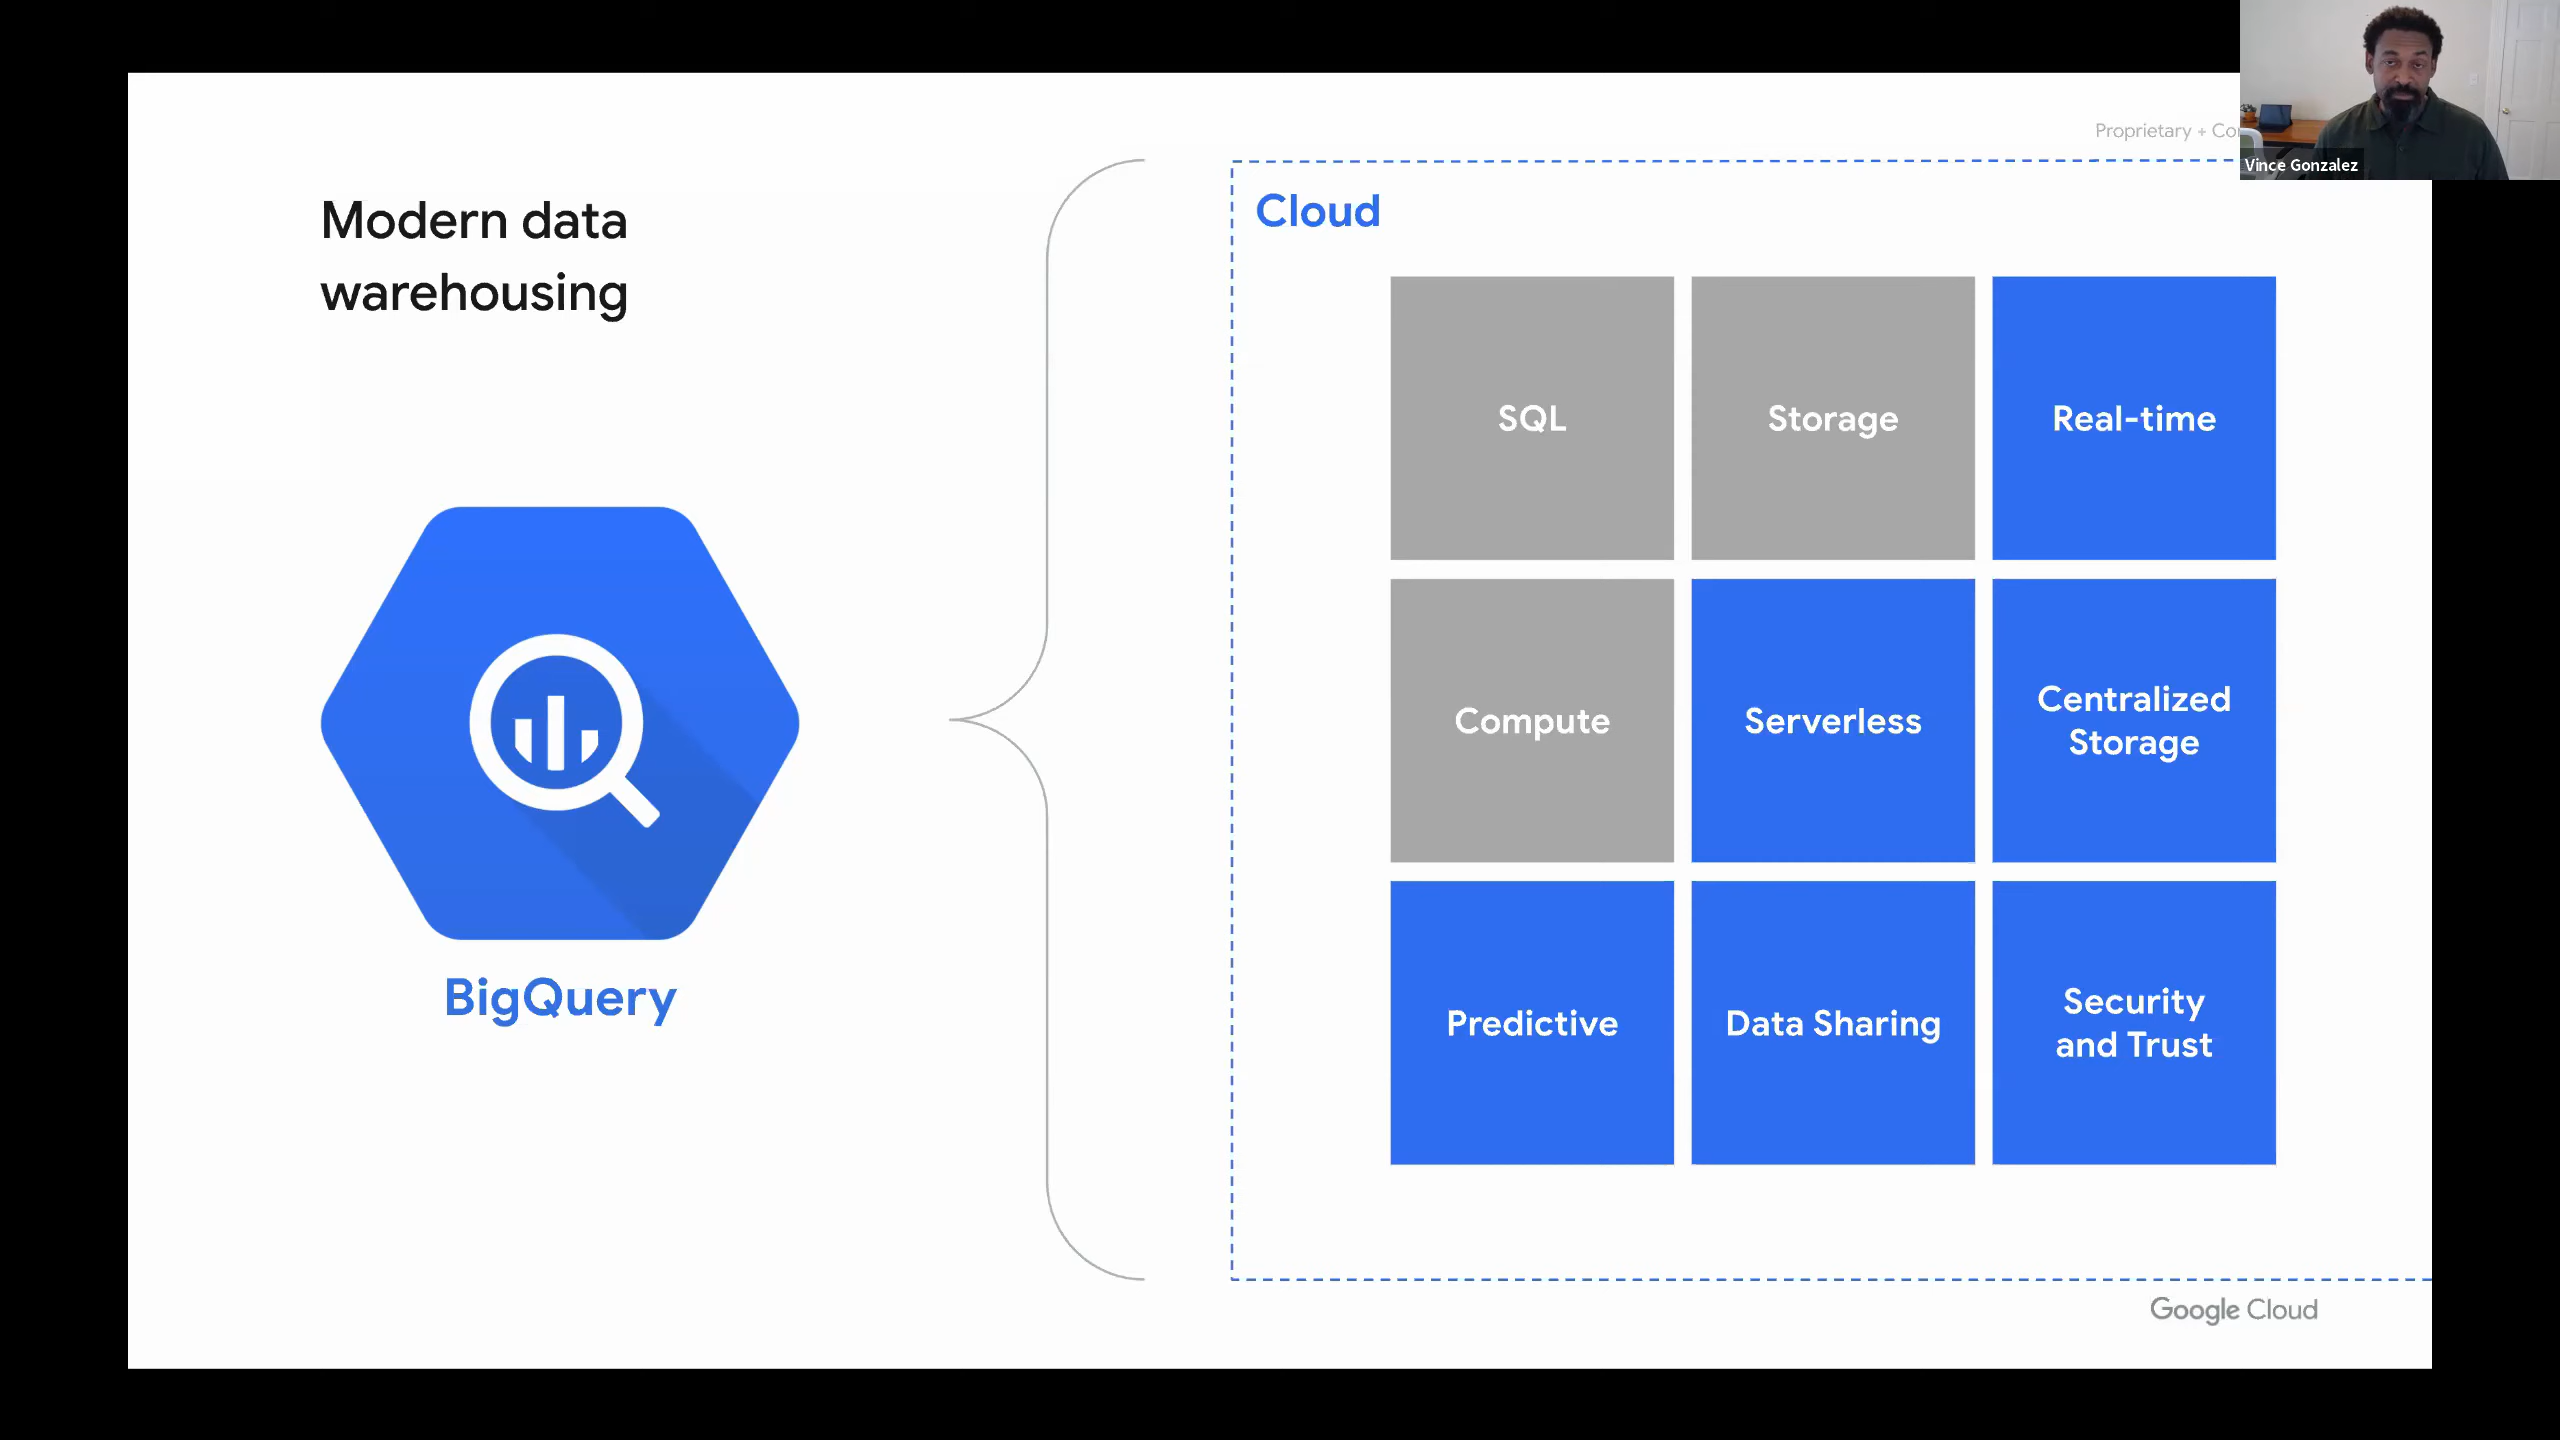 Proprietary +
Vince Gonzalez
Modern data
warehousing
BigQuery
Cloud
SQL
Storage
Real-time
Compute
Serverless
Centralized
Storage
Predictive
Data Sharing
Security
and Trust
Google Cloud